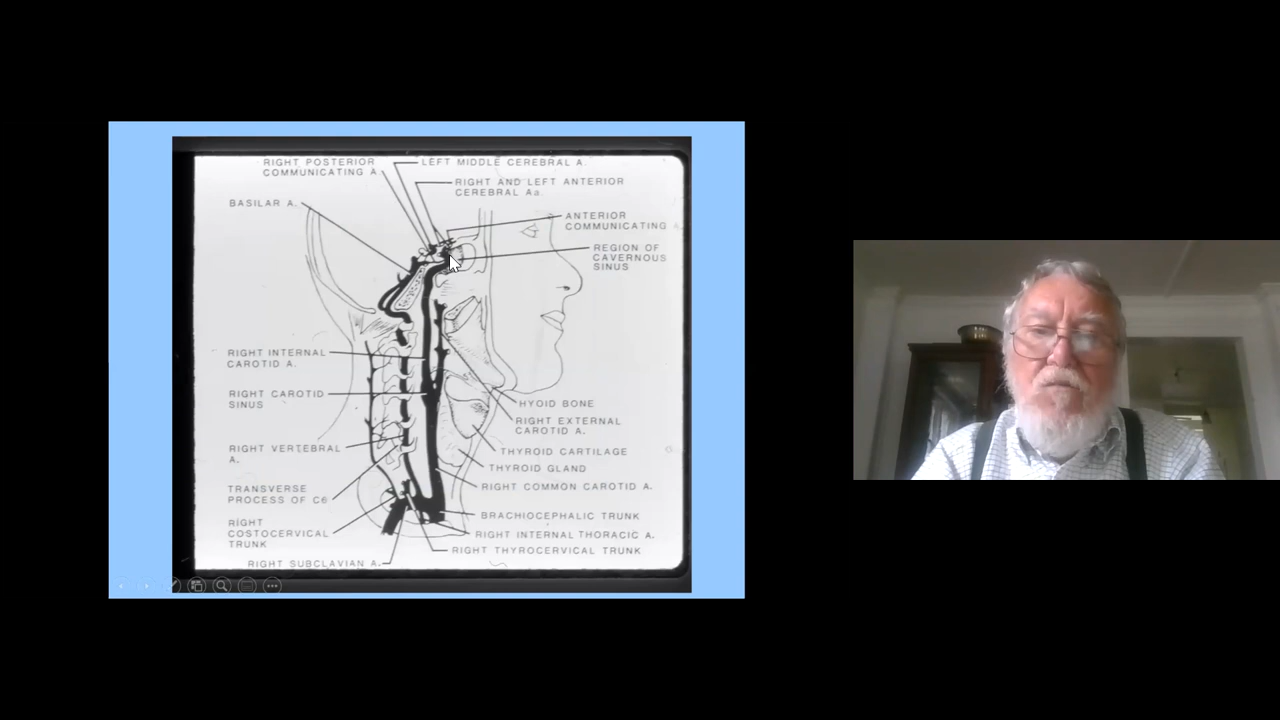 RIGHT POSTERIOR
COMMUNICATING A.
LEFT MIDDLE CEREBRAL A.
RIGHT AND LEFT ANTERIOR
CEREBRAL Aa.
BASILAR A.
ANTERIOR
COMMUNICATING A.
REGION OF
CAVERNOUS
SINUS
RIGHT INTERNAL
CAROTID A.
RIGHT CAROTID
SINUS
HYOID BONE
RIGHT EXTERNAL
CAROTID A.
RIGHT VERTEBRAL
A.
THYROID CARTILAGE
THYROID GLAND
TRANSVERSE
PROCESS OF C6
RIGHT COMMON CAROTID A.
RIGHT
COSTOCERVICAL
TRUNK
BRACHIOCEPHALIC TRUNK
RIGHT INTERNAL THORACIC A.
RIGHT THYROCERVICAL TRUNK
RIGHT SUBCLAVIAN A.